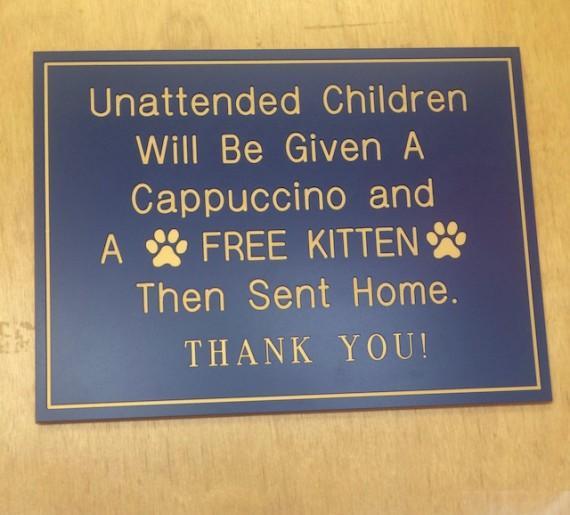 Unattended Children
Will Be Given A
Cappuccino and
A FREE KITTEN
Then Sent Home.
THANK YOU!